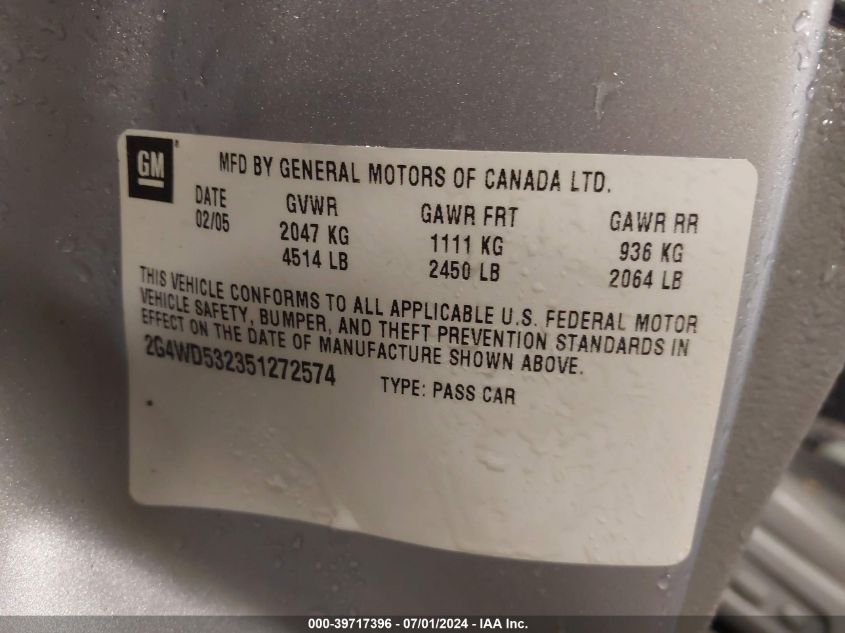 GM®
MFD BY GENERAL MOTORS OF CANADA LTD.
DATE GVWR GAWR FRT GAWR RR
02/05 2047 KG 1111 KG 936 KG
4514 LB 2450 LB 2064 LB
THIS VEHICLE CONFORMS TO ALL APPLICABLE U.S. FEDERAL MOTOR
VEHICLE SAFETY, BUMPER, AND THEFT PREVENTION STANDARDS IN
EFFECT ON THE DATE OF MANUFACTURE SHOWN ABOVE.
2G4WD532351272574 TYPE: PASS CAR
000-39717396 - 07/01/2024 - IAA Inc.